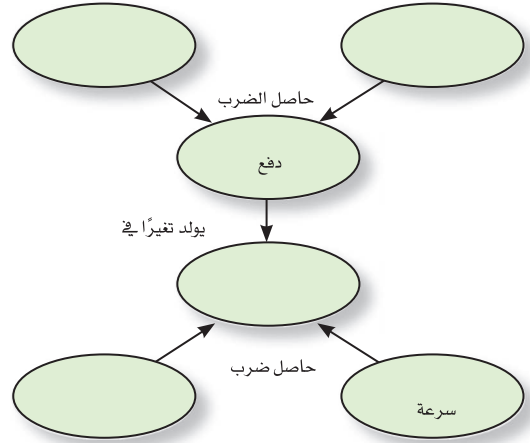 حاصل الضرب
دفع
يولد تغيرًا في
حاصل ضرب
سرعة